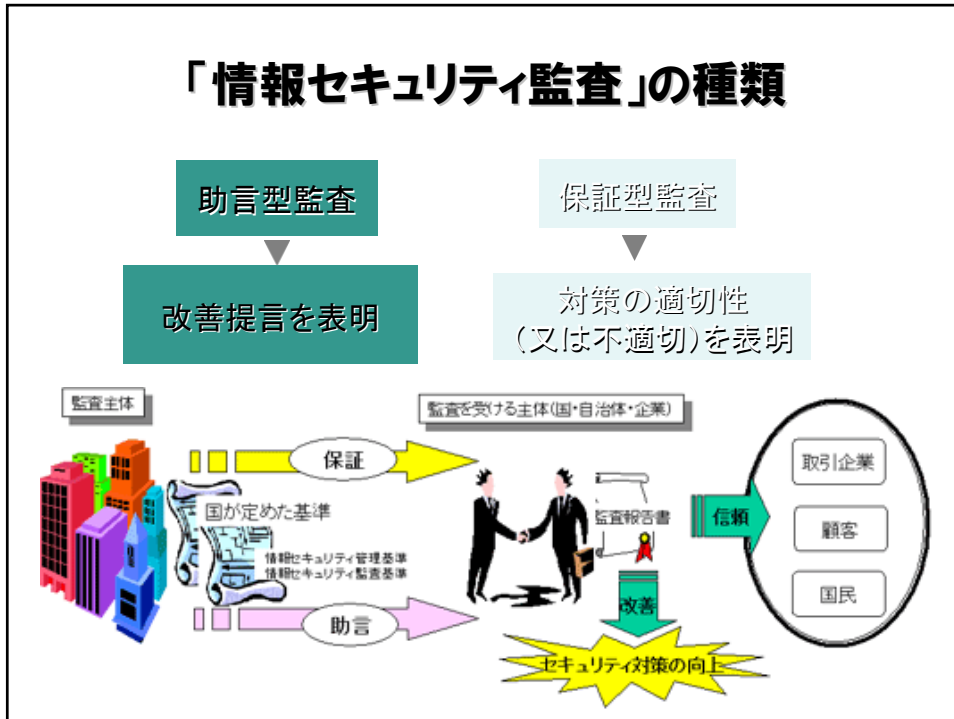 「情報セキュリティ監査」の種類
助言型監査
保証型監査
改善提言を表明
対策の適切性
(又は不適切)を表明
監査主体
監査を受ける主体(国・自治体・企業)
保証
国が定めた基準
情報セキュリティ管理基準
情報セキュリティ監査基準
助言
監査報告書
信頼
改善
セキュリティ対策の向上
取引企業
顧客
国民